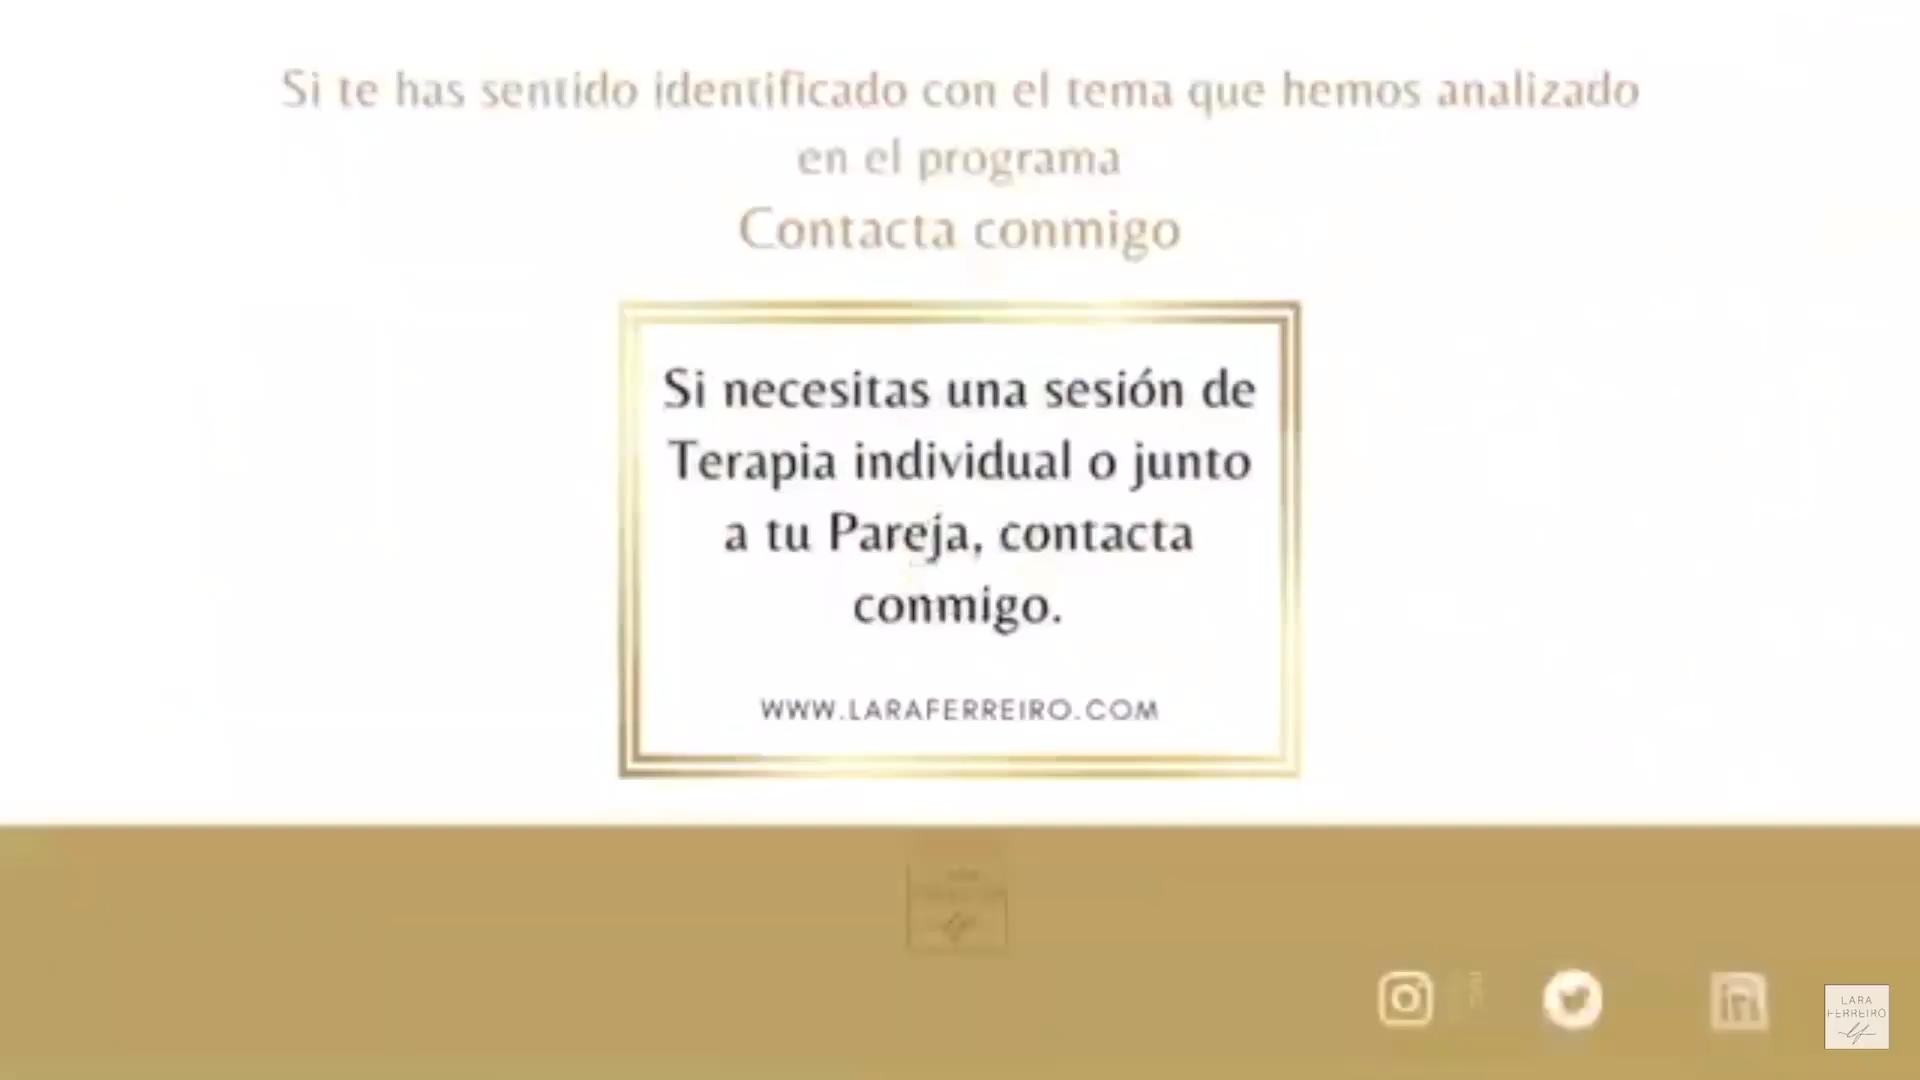 Si te has sentido identificado con el tema que hemos analizado
en el programa
Contacta conmigo
Si necesitas una sesión de
Terapia individual o junto
a tu Pareja, contacta
conmigo.
WWW.LARAFERREIRO.COM
in
LARA
FERREIRO